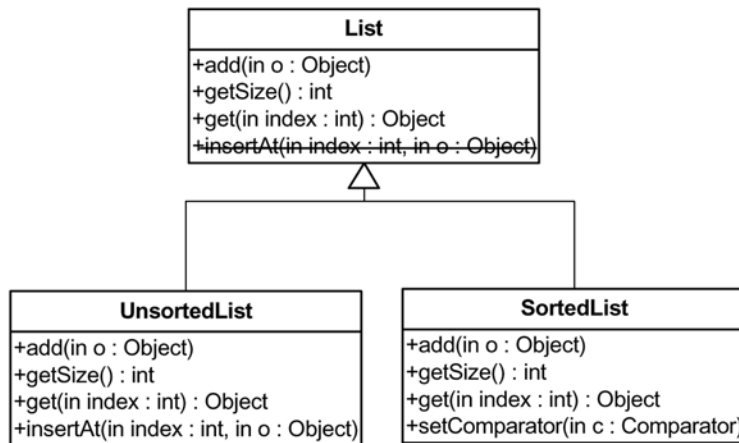 List
+add(in o : Object)
+getSize() : int
+get(in index : int) : Object
+insertAt(in index : int, in o : Object)
UnsortedList
+add(in o : Object)
+getSize() : int
+get(in index : int) : Object
+insertAt(in index : int, in o : Object)
SortedList
+add(in o : Object)
+getSize() : int
+get(in index : int) : Object
+setComparator(in c : Comparator)